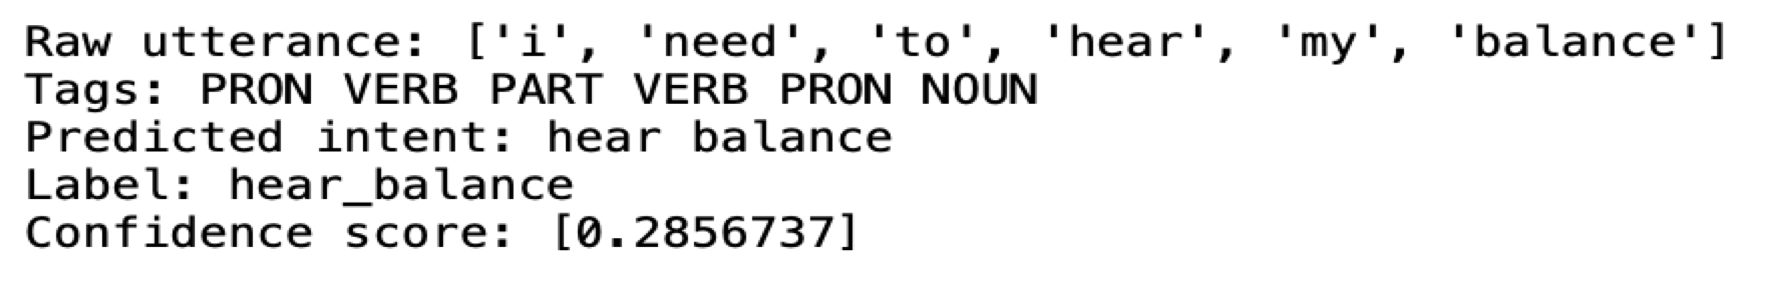 Raw utterance: ['i', 'need', 'to', 'hear', 'my', 'balance']
Tags: PRON VERB PART VERB PRON NOUN
Predicted intent: hear balance
Label: hear_balance
Confidence score: [0.2856737]